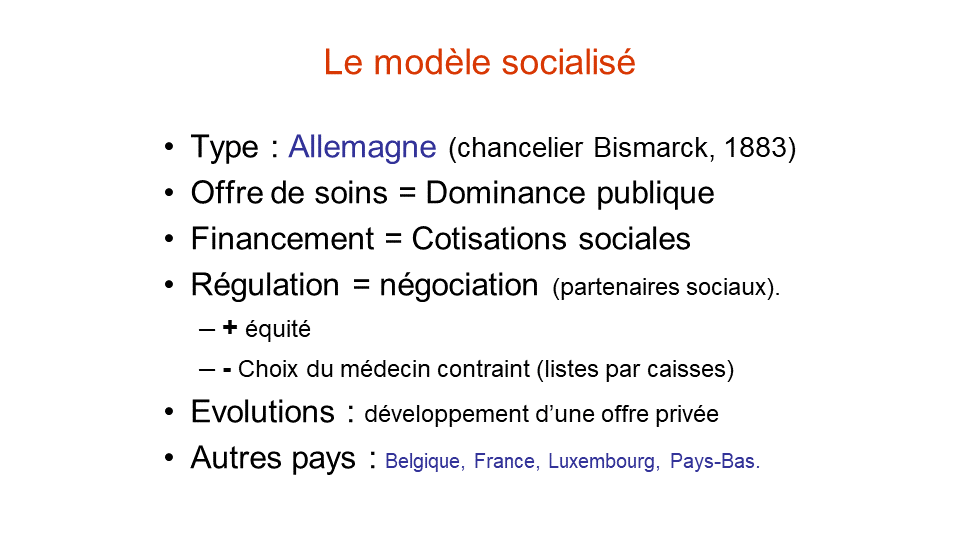 Le modèle socialisé
• Type : Allemagne (chancelier Bismarck, 1883)
• Offre de soins = Dominance publique
• Financement = Cotisations sociales
• Régulation = négociation (partenaires sociaux).
– + équité
– - Choix du médecin contraint (listes par caisses)
• Evolutions : développement d’une offre privée
• Autres pays : Belgique, France, Luxembourg, Pays-Bas.